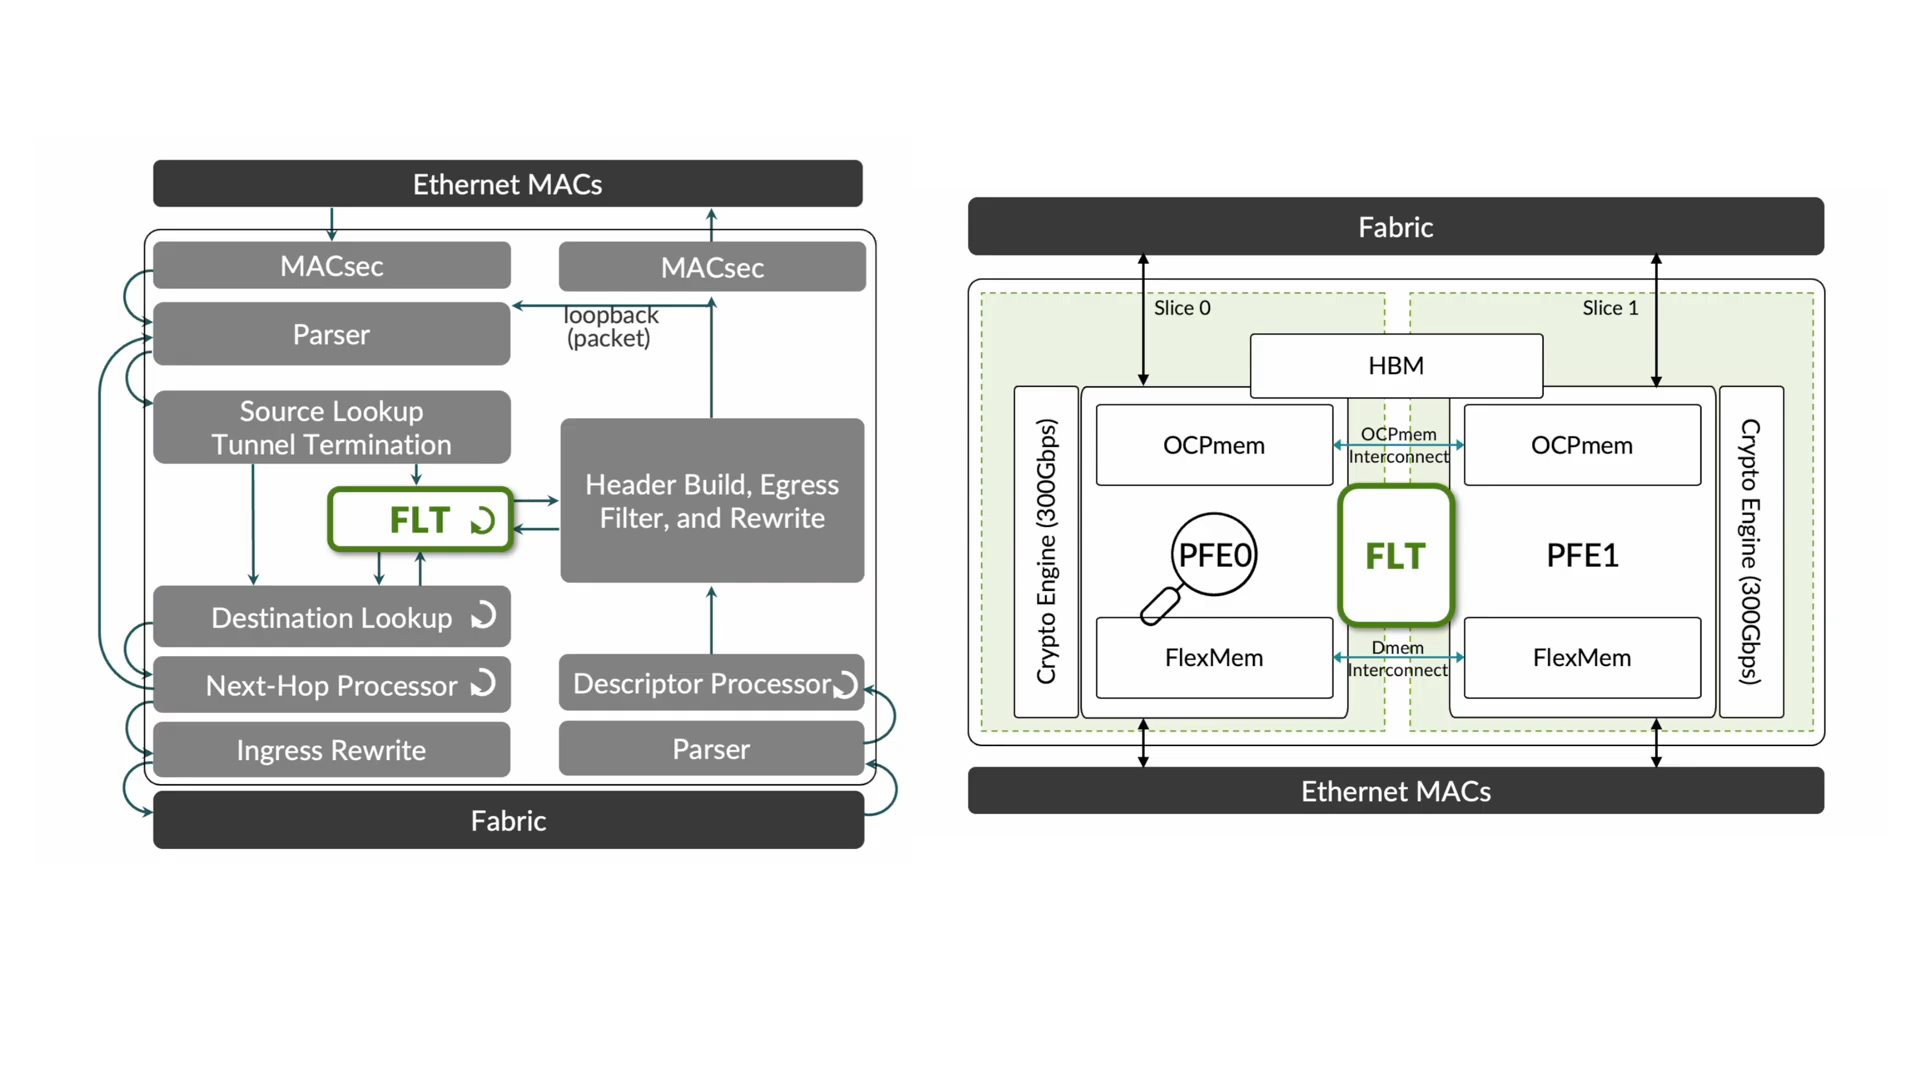 Ethernet MACs
MACsec
MACsec
Parser
loopback
(packet)
Source Lookup
Tunnel Termination
FLT
Header Build, Egress
Filter, and Rewrite
Destination Lookup
Next-Hop Processor
Descriptor Processor
Ingress Rewrite
Parser
Fabric
Fabric
Slice 0
Slice 1
HBM
Crypto Engine (300Gbps)
OCPmem
OCPmem
Interconnect
OCPmem
PFE0
FLT
PFE1
FlexMem
Dmem
Interconnect
FlexMem
Crypto Engine (300Gbps)
Ethernet MACs